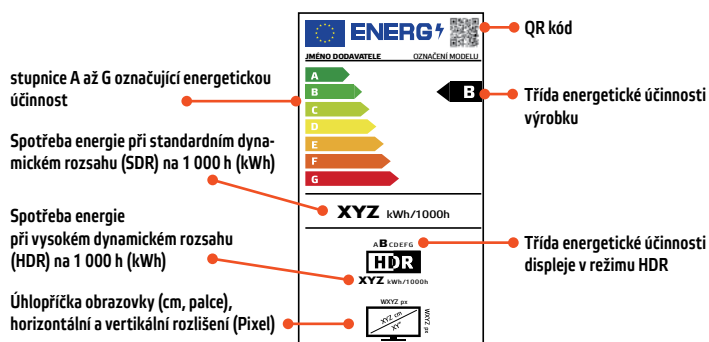 ENERG
JMÉNO DODAVATELE OZNAČENÍ MODELU
QR kód
stupnice A až G označující energetickou
účinnost
A
B
C
D
E
F
G
B
Třída energetické účinnosti
výrobku
Spotřeba energie při standardním dyna-
mickém rozsahu (SDR) na 1 000 h (kWh)
XYZ kWh/1000h
Spotřeba energie
při vysokém dynamickém rozsahu
(HDR) na 1 000 h (kWh)
ABCDEFG
HDR
XYZ kWh/1000h
Třída energetické účinnosti
displeje v režimu HDR
Úhlopříčka obrazovky (cm, palce),
horizontální a vertikální rozlišení (Pixel)
WXYZ px
XYZ cm
XY"
WXYZ px